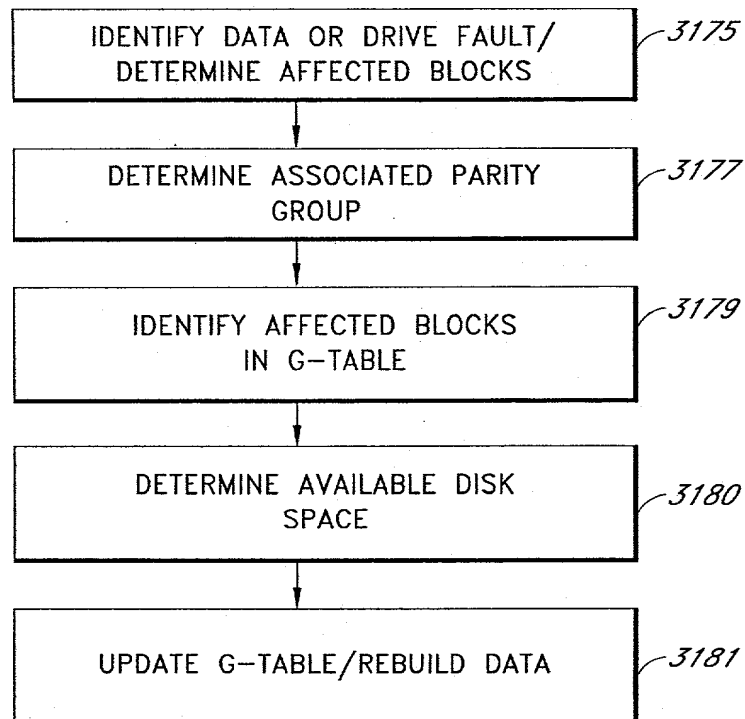 IDENTIFY DATA OR DRIVE FAULT/
DETERMINE AFFECTED BLOCKS
3175
DETERMINE ASSOCIATED PARITY
GROUP
3177
IDENTIFY AFFECTED BLOCKS
IN G-TABLE
3179
DETERMINE AVAILABLE DISK
SPACE
3180
UPDATE G-TABLE/REBUILD DATA
3181